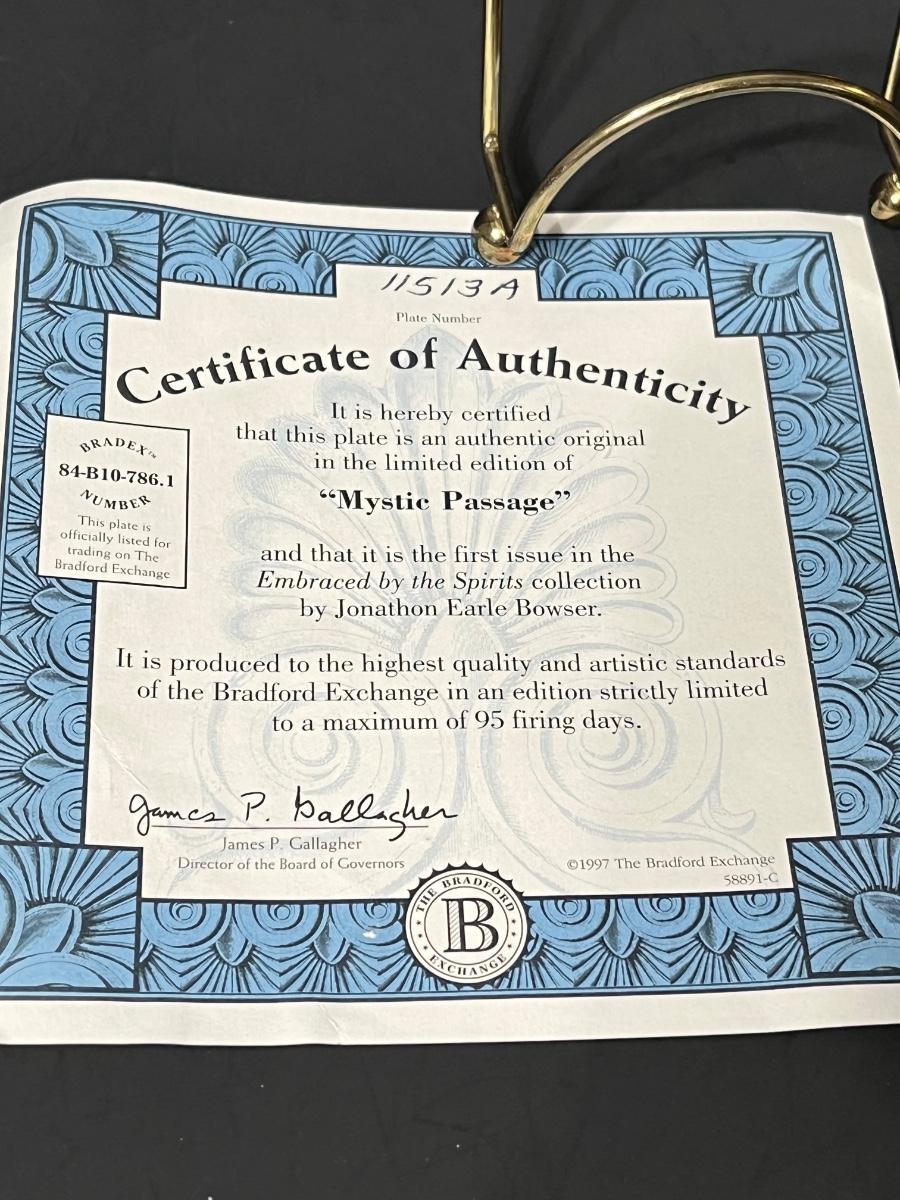 11513A
Plate Number
Certificate of Authenticity
It is hereby certified
that this plate is an authentic original
in the limited edition of
“Mystic Passage”
and that it is the first issue in the
Embraced by the Spirits collection
by Jonathon Earle Bowser.
It is produced to the highest quality and artistic standards
of the Bradford Exchange in an edition strictly limited
to a maximum of 95 firing days.
BRADEX™
84-B10-786.1
NUMBER
This plate is
officially listed for
trading on The
Bradford Exchange
James P. Gallagher
James P. Gallagher
Director of the Board of Governors
©1997 The Bradford Exchange
58891-C
THE BRADFORD
B
EXCHANGE